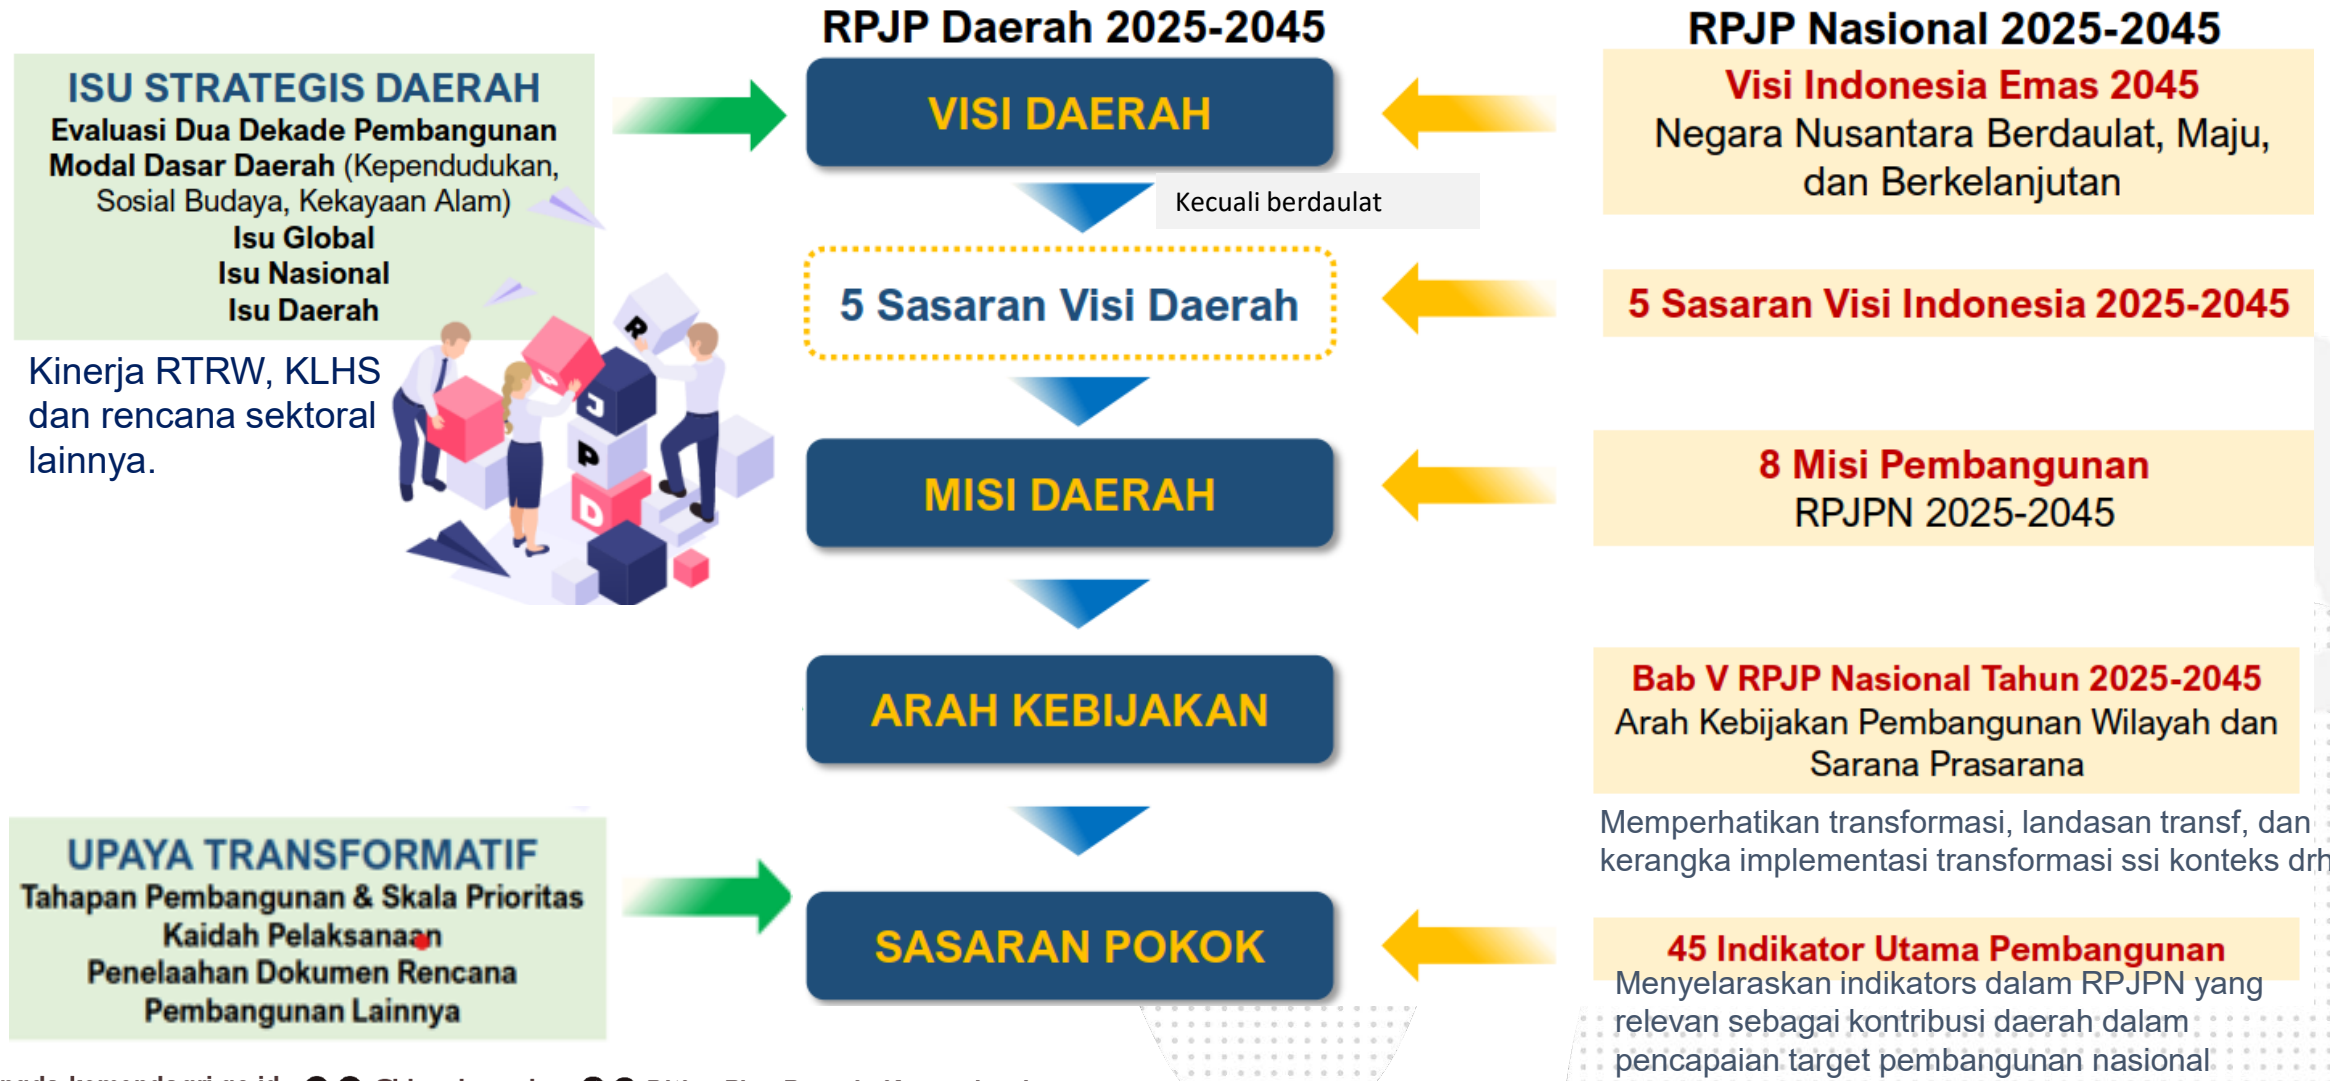 RPJP Daerah 2025-2045
RPJP Nasional 2025-2045
ISU STRATEGIS DAERAH
Evaluasi Dua Dekade Pembangunan
Modal Dasar Daerah (Kependudukan,
Sosial Budaya, Kekayaan Alam)
Isu Global
Isu Nasional
Isu Daerah
Kinerja RTRW, KLHS
dan rencana sektoral
lainnya.
R
P
J
P
D
UPAYA TRANSFORMATIF
Tahapan Pembangunan & Skala Prioritas
Kaidah Pelaksanaan
Penelaahan Dokumen Rencana
Pembangunan Lainnya
VISI DAERAH
Kecuali berdaulat
5 Sasaran Visi Daerah
MISI DAERAH
ARAH KEBIJAKAN
SASARAN POKOK
Visi Indonesia Emas 2045
Negara Nusantara Berdaulat, Maju,
dan Berkelanjutan
5 Sasaran Visi Indonesia 2025-2045
8 Misi Pembangunan
RPJPN 2025-2045
Bab V RPJP Nasional Tahun 2025-2045
Arah Kebijakan Pembangunan Wilayah dan
Sarana Prasarana
Memperhatikan transformasi, landasan transf, dan
kerangka implementasi transformasi ssi konteks drh
45 Indikator Utama Pembangunan
Menyelaraskan indikators dalam RPJPN yang
relevan sebagai kontribusi daerah dalam
pencapaian target pembangunan nasional